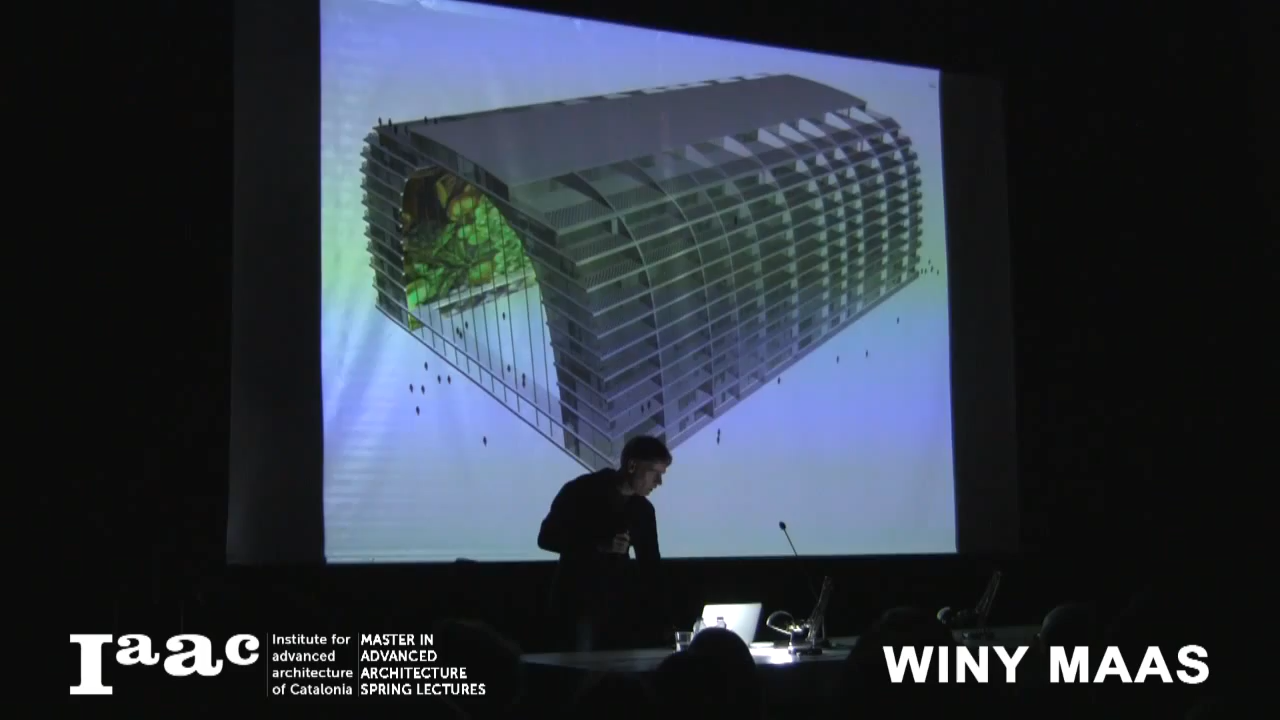 Iaac
Institute for
advanced
architecture
of Catalonia
MASTER IN
ADVANCED
ARCHITECTURE
SPRING LECTURES
WINY MAAS